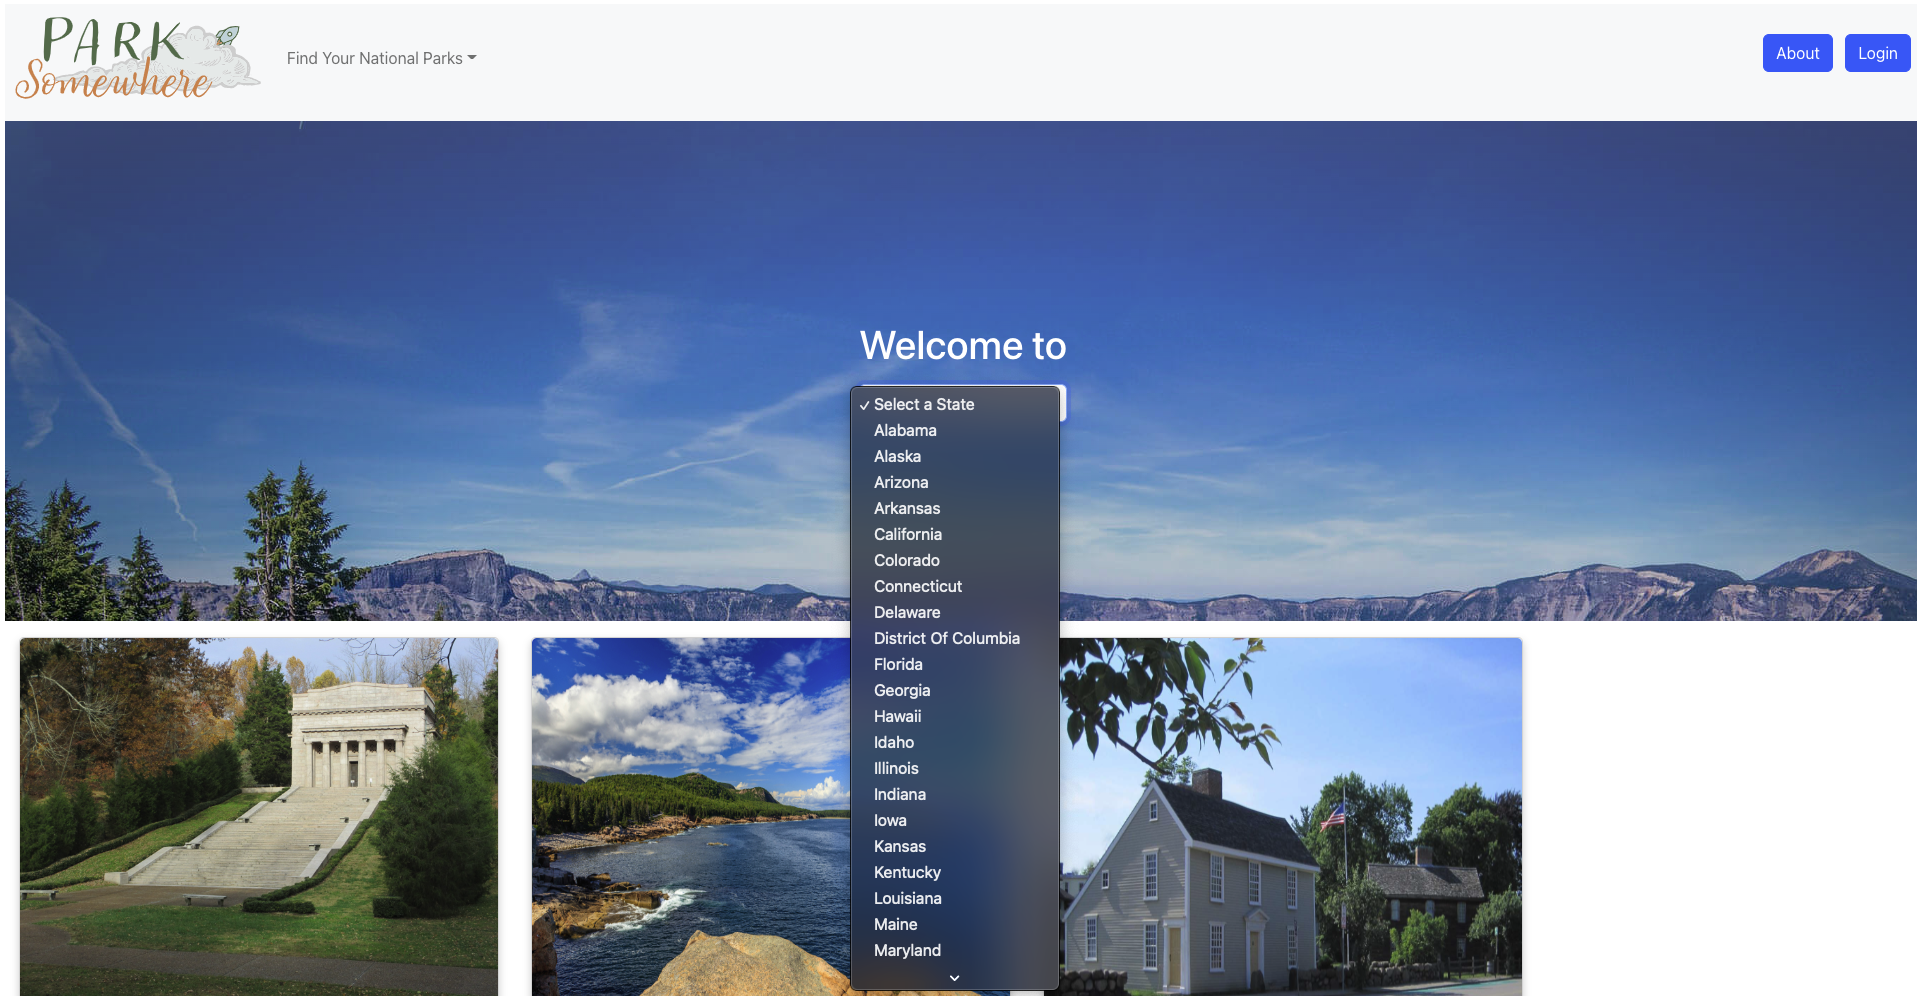 PARK
Somewhere
Find Your National Parks
About
Login
Welcome to
Select a State
Alabama
Alaska
Arizona
Arkansas
California
Colorado
Connecticut
Delaware
District Of Columbia
Florida
Georgia
Hawaii
Idaho
Illinois
Indiana
Iowa
Kansas
Kentucky
Louisiana
Maine
Maryland